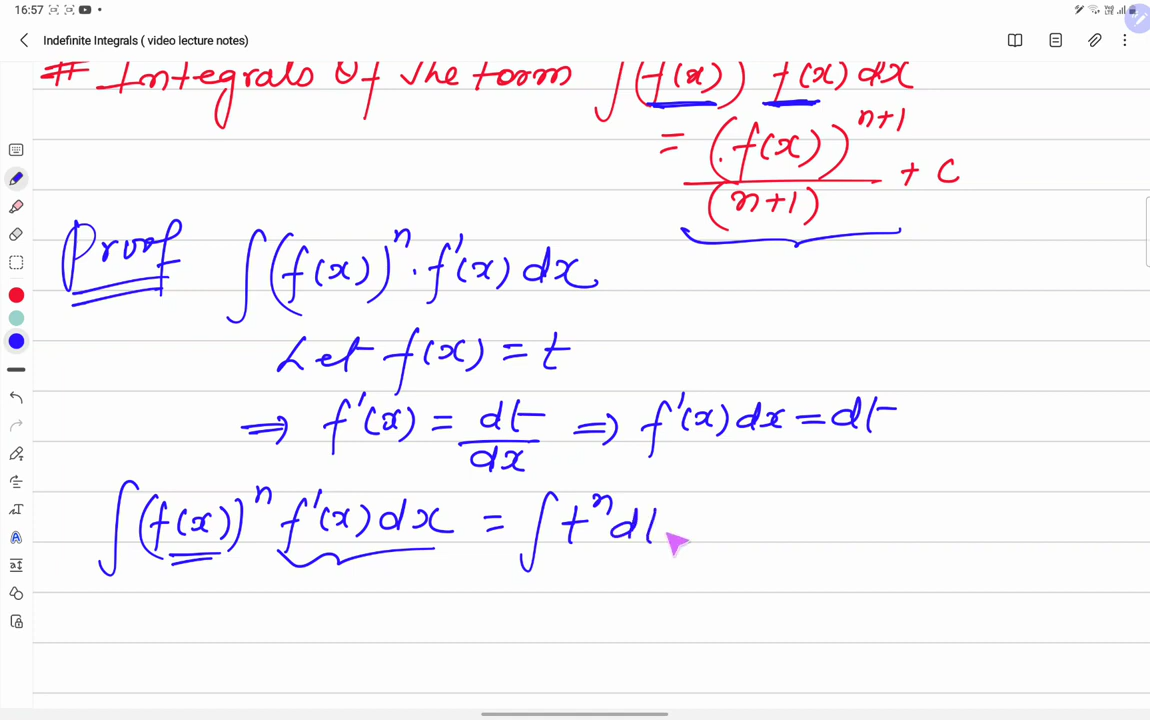 16:57
Indefinite Integrals ( video lecture notes)
# Integrals Of The form ∫(f(x)) f(x) dx
= (f(x))^(n+1) / (n+1) + C
Proof ∫(f(x))^n · f'(x) dx
Let f(x) = t
⇒ f'(x) = dt/dx ⇒ f'(x) dx = dt
∫(f(x))^n f'(x) dx = ∫ t^n dt